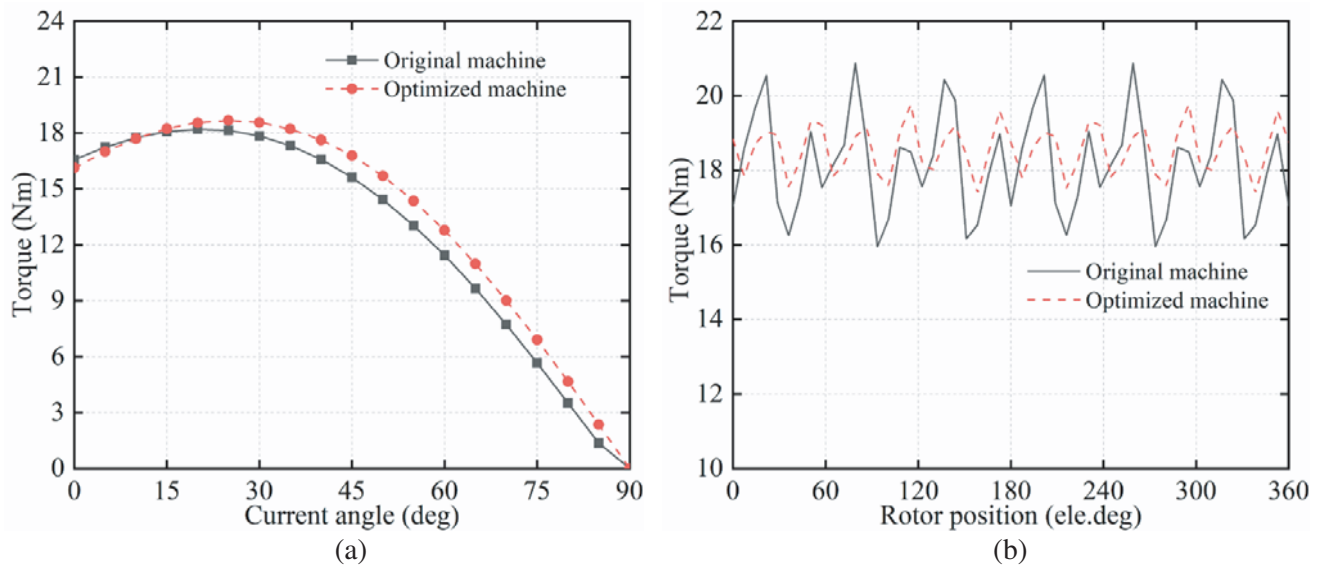 24
21
18
15
12
9
6
3
0
Torque (Nm)
Original machine
Optimized machine
0 15 30 45 60 75 90
Current angle (deg)
(a)
22
20
18
16
14
12
10
Torque (Nm)
Original machine
Optimized machine
0 60 120 180 240 300 360
Rotor position (ele.deg)
(b)